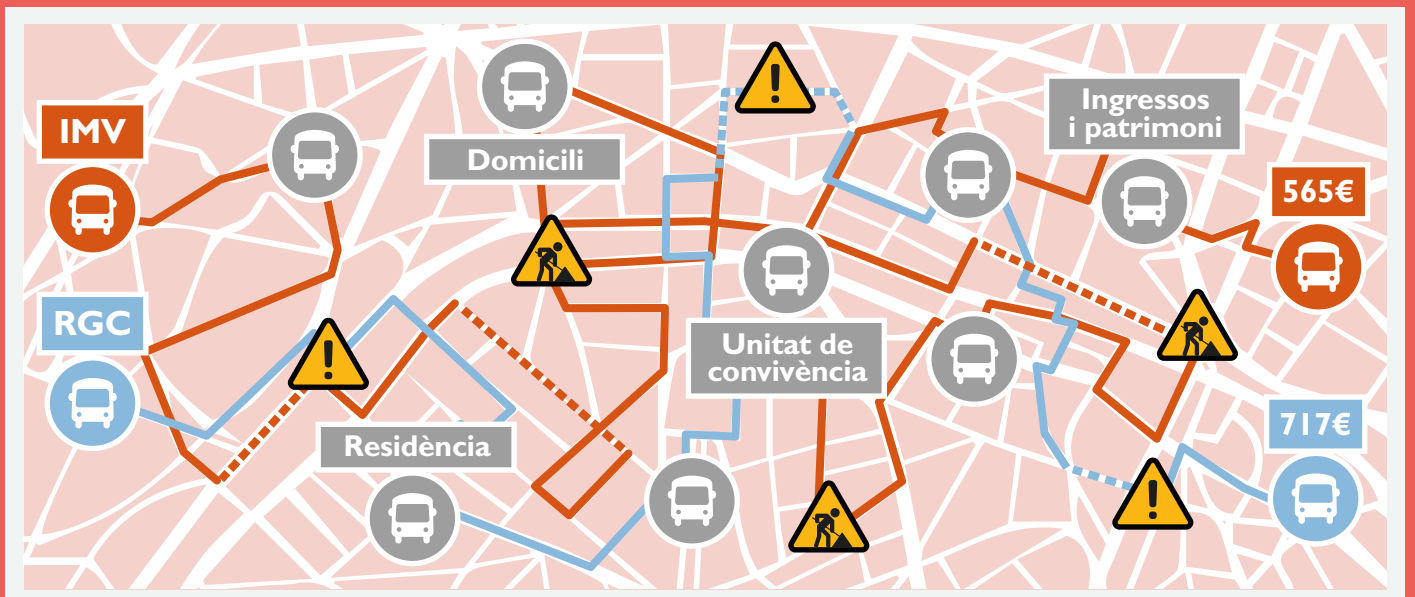 IMV
Domicili
Ingressos
i patrimoni
565€
RGC
Unitat de
convivència
Residència
717€